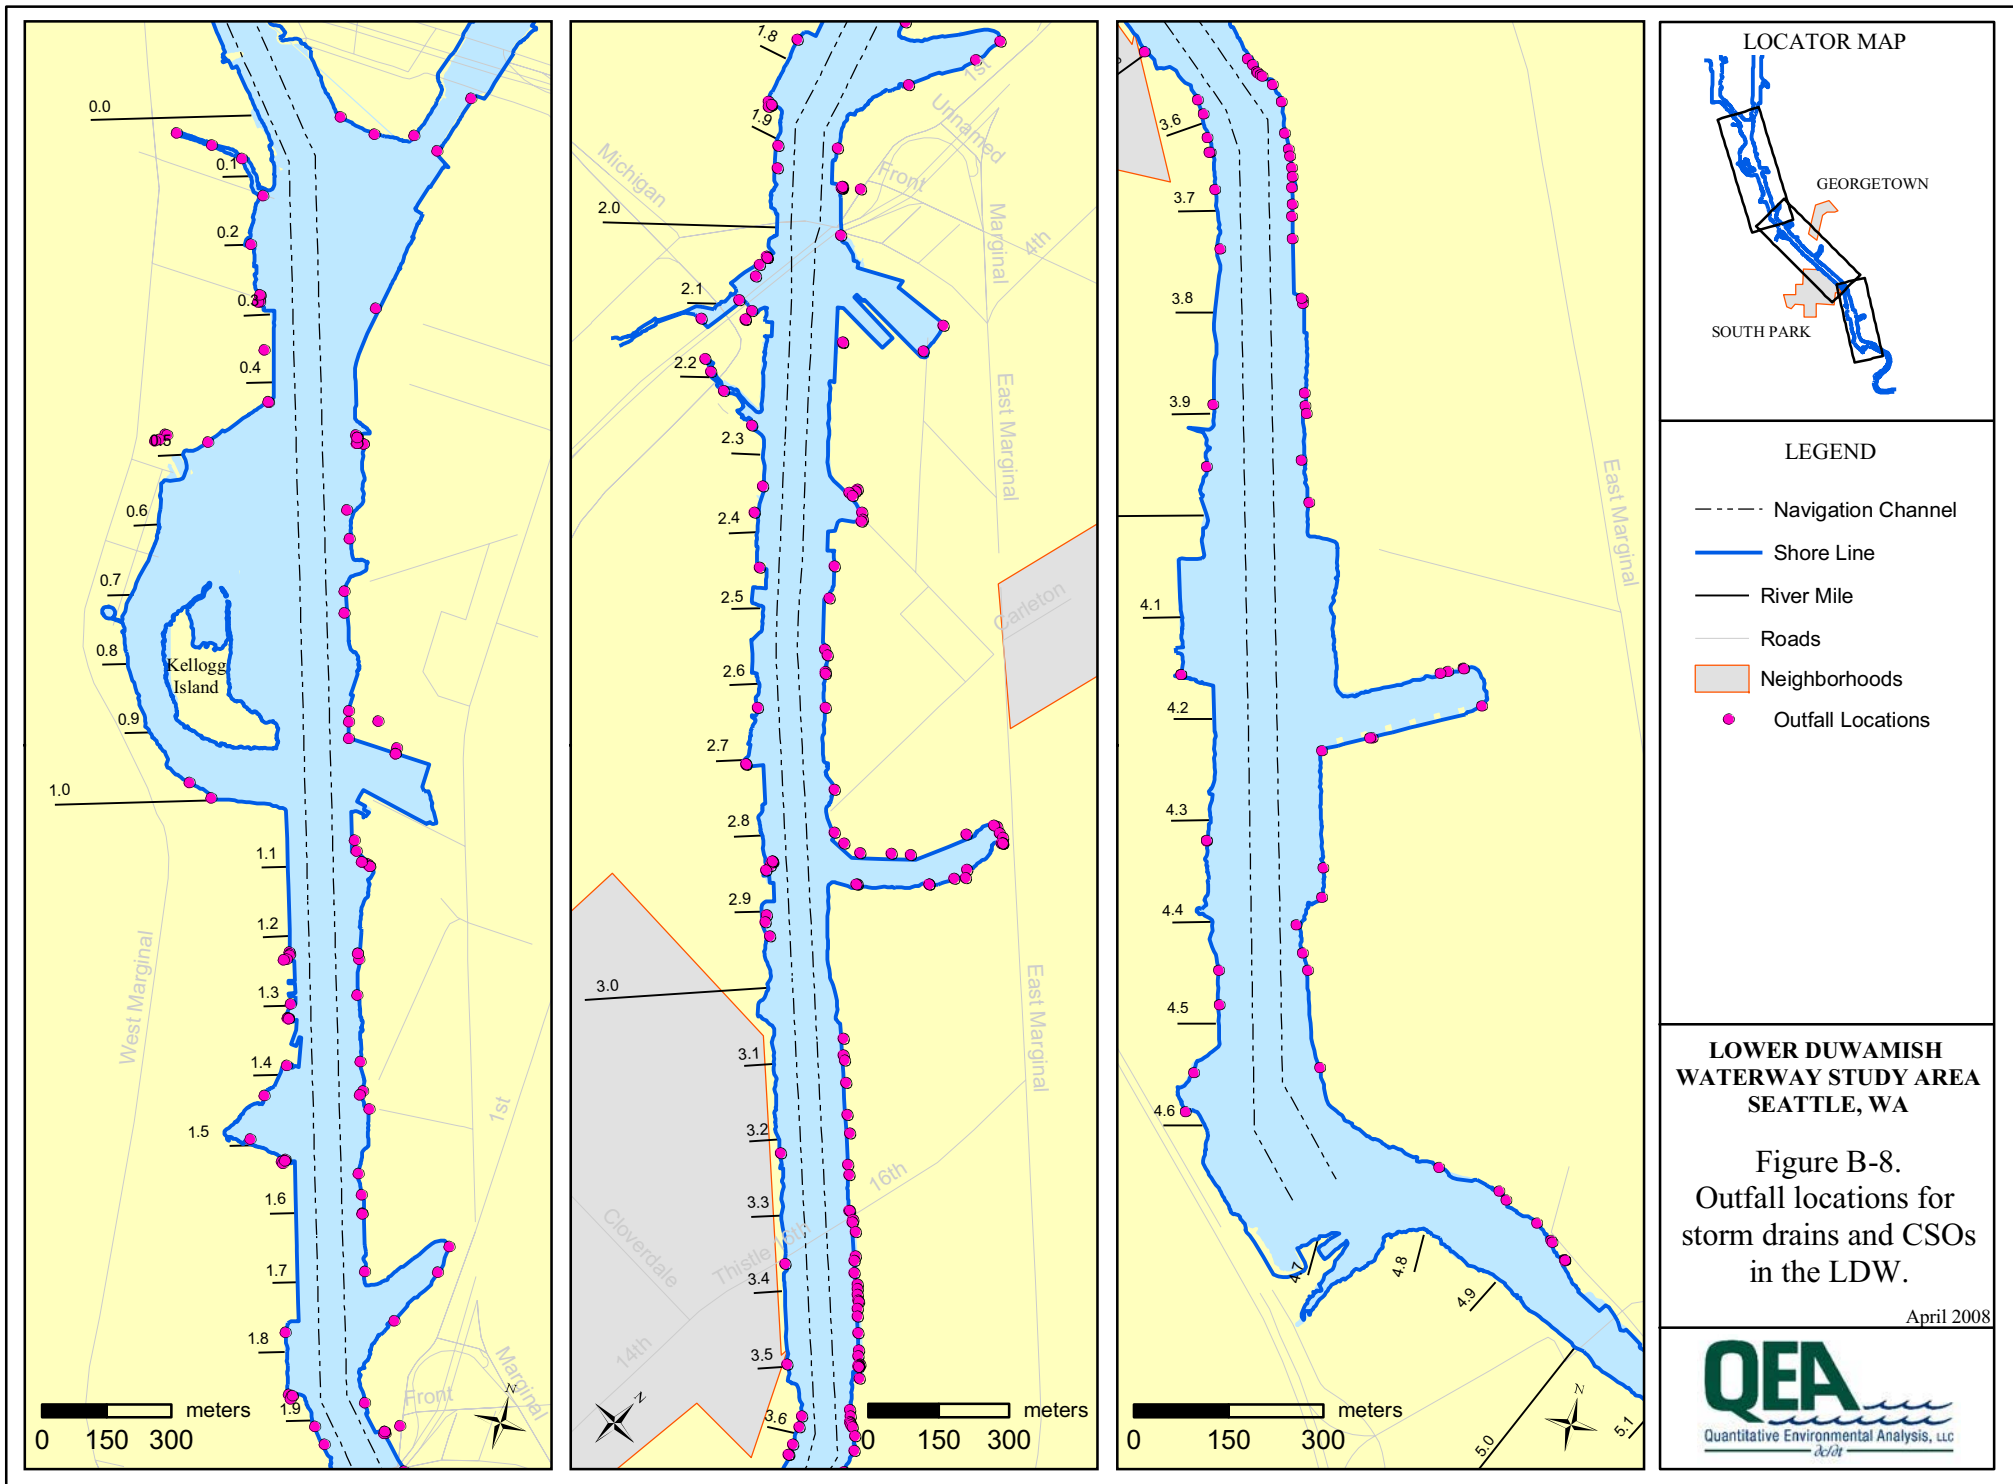 0.0
0.1
0.2
0.3
0.4
0.5
0.6
0.7
0.8
Kellogg
Island
0.9
1.0
1.1
1.2
West Marginal
1.3
1.4
1st
1.5
1.6
1.7
1.8
Marginal
Front
1.9
N
meters
0 150 300
1.8
1st
1.9
Unnamed
Michigan
Front
2.0
Marginal
4th
2.1
2.2
East Marginal
2.3
2.4
2.5
Carleton
2.6
2.7
2.8
2.9
3.0
East Marginal
3.1
3.2
16th
3.3
Cloverdale
Thistle 16th
3.4
14th
3.5
3.6
N
meters
0 150 300
3.6
3.7
3.8
3.9
East Marginal
4.1
4.2
4.3
4.4
4.5
4.6
4.7
4.8
4.9
5.0
5.1
N
meters
0 150 300
LOCATOR MAP
GEORGETOWN
SOUTH PARK
LEGEND
Navigation Channel
Shore Line
River Mile
Roads
Neighborhoods
Outfall Locations
LOWER DUWAMISH
WATERWAY STUDY AREA
SEATTLE, WA
Figure B-8.
Outfall locations for
storm drains and CSOs
in the LDW.
April 2008
QEA
Quantitative Environmental Analysis, LLC
dc/dt